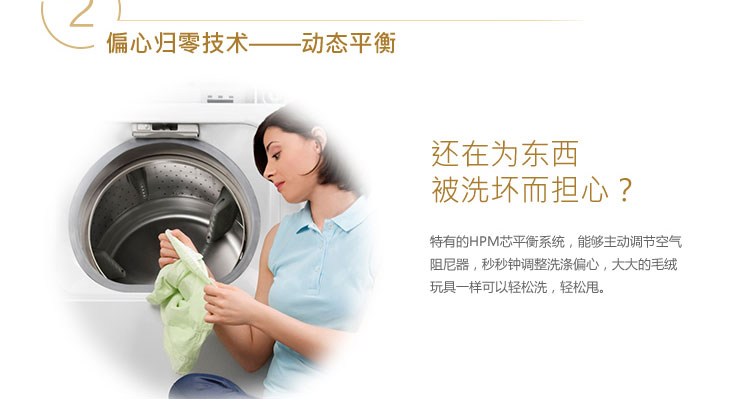 2
偏心归零技术——动态平衡
还在为东西
被洗坏而担心？
特有的HPM芯平衡系统，能够主动调节空气
阻尼器，秒秒钟调整洗涤偏心，大大的毛绒
玩具一样可以轻松洗，轻松甩。